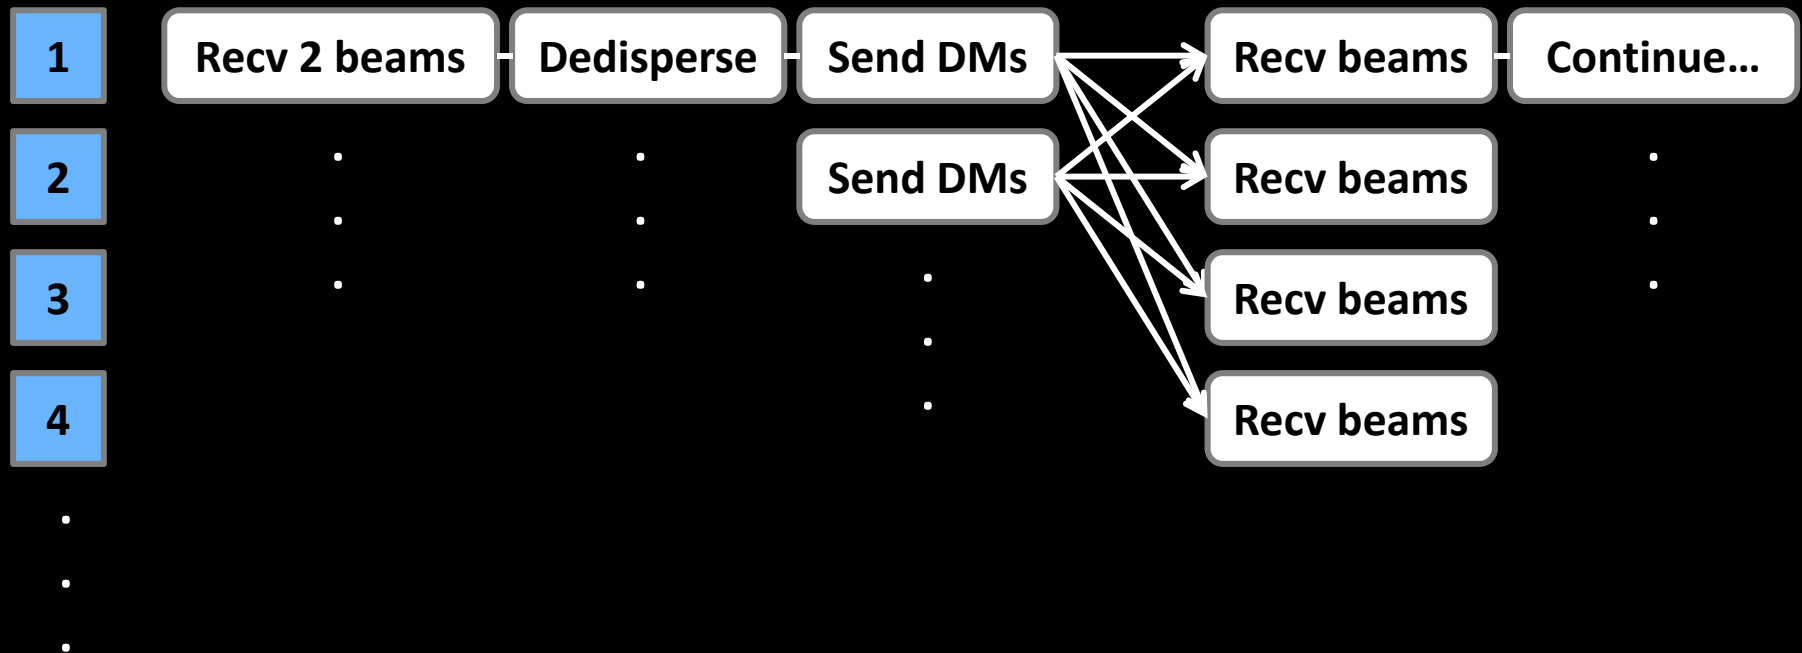 1 Recv 2 beams Dedisperse Send DMs Recv beams Continue...
2 Send DMs Recv beams
3 Recv beams
4 Recv beams